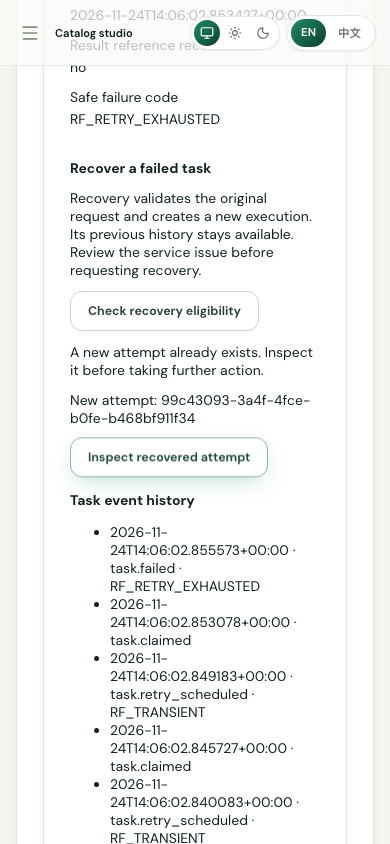 2026-11-24T14:06:02.853427+00:00
Catalog studio
EN
中文
Result reference rec
no
Safe failure code
RF_RETRY_EXHAUSTED
Recover a failed task
Recovery validates the original
request and creates a new execution.
Its previous history stays available.
Review the service issue before
requesting recovery.
Check recovery eligibility
A new attempt already exists. Inspect
it before taking further action.
New attempt: 99c43093-3a4f-4fce-
b0fe-b468bf911f34
Inspect recovered attempt
Task event history
2026-11-
24T14:06:02.855573+00:00 ·
task.failed ·
RF_RETRY_EXHAUSTED
2026-11-
24T14:06:02.853078+00:00 ·
task.claimed
2026-11-
24T14:06:02.849183+00:00 ·
task.retry_scheduled ·
RF_TRANSIENT
2026-11-
24T14:06:02.845727+00:00 ·
task.claimed
2026-11-
24T14:06:02.840083+00:00 ·
task.retry_scheduled ·
RF_TRANSIENT